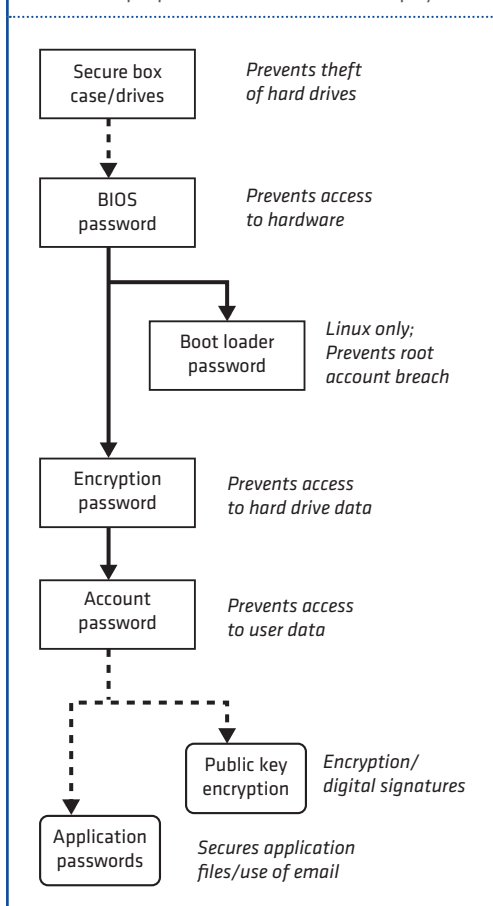 Secure box
case/drives
Prevents theft
of hard drives
BIOS
password
Prevents access
to hardware
Boot loader
password
Linux only;
Prevents root
account breach
Encryption
password
Prevents access
to hard drive data
Account
password
Prevents access
to user data
Public key
encryption
Encryption/
digital signatures
Application
passwords
Secures application
files/use of email